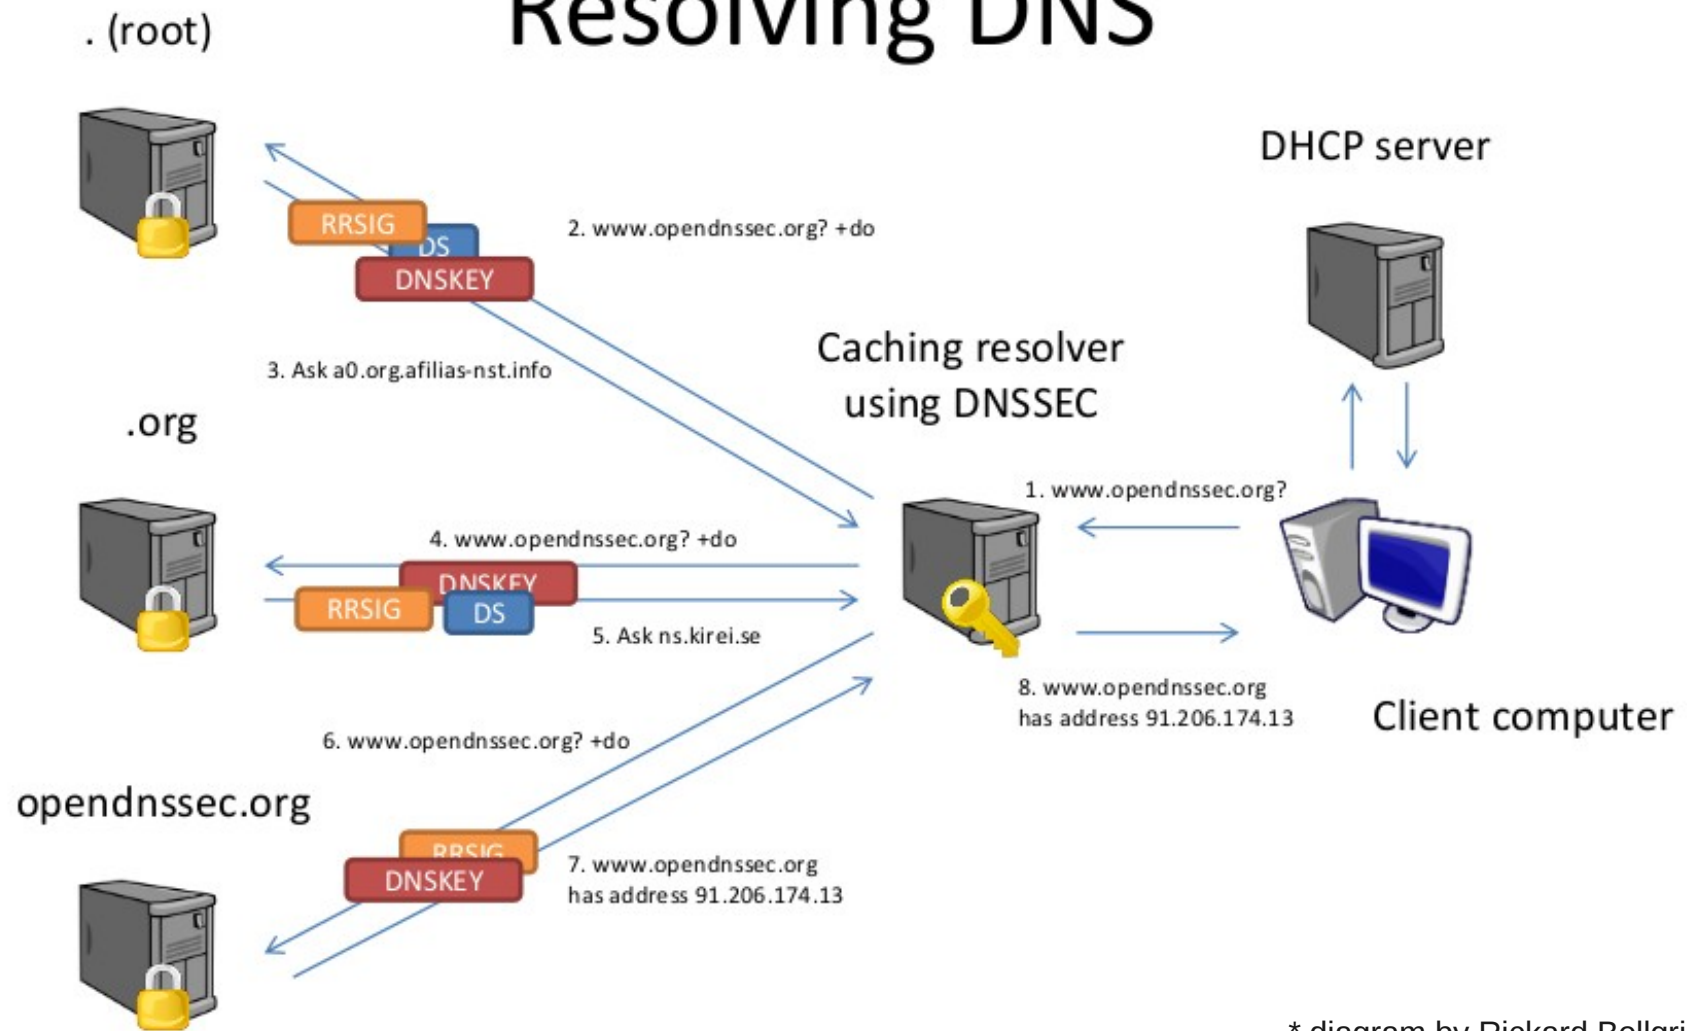 Resolving DNS
. (root)
DHCP server
RRSIG
DS
DNSKEY
2. www.opendnssec.org? +do
3. Ask a0.org.afilias-nst.info
Caching resolver
using DNSSEC
.org
1. www.opendnssec.org?
4. www.opendnssec.org? +do
DNSKEY
RRSIG
DS
5. Ask ns.kirei.se
8. www.opendnssec.org
has address 91.206.174.13
Client computer
6. www.opendnssec.org? +do
opendnssec.org
RRSIG
DNSKEY
7. www.opendnssec.org
has address 91.206.174.13
* diagram by Rickard